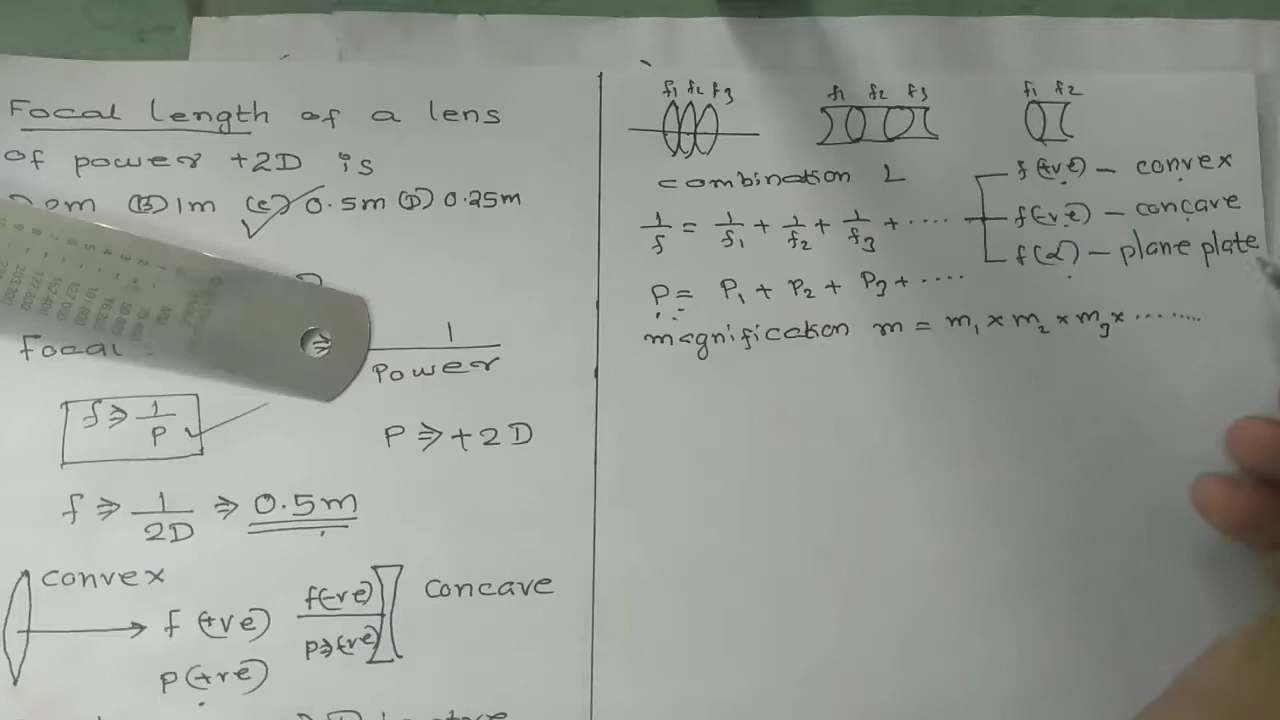 Focal length of a lens
of power +2D is
(B) 1m (c) 0.5m (D) 0.25m
Focal
1
Power
f ⇒ 1/P
P ⇒ +2D
f ⇒ 1/2D ⇒ 0.5m
convex
f (+ve)
p(+ve)
f(-ve)
p⇒(-ve)
concave
f1 f2 f3
f1 f2 f3
f1 f2
combination L
1/f = 1/f1 + 1/f2 + 1/f3 + ....
f(+ve) - convex
f(-ve) - concave
f(α) - plane plate
P = P1 + P2 + P3 + ....
magnification m = m1 × m2 × m3 × ........